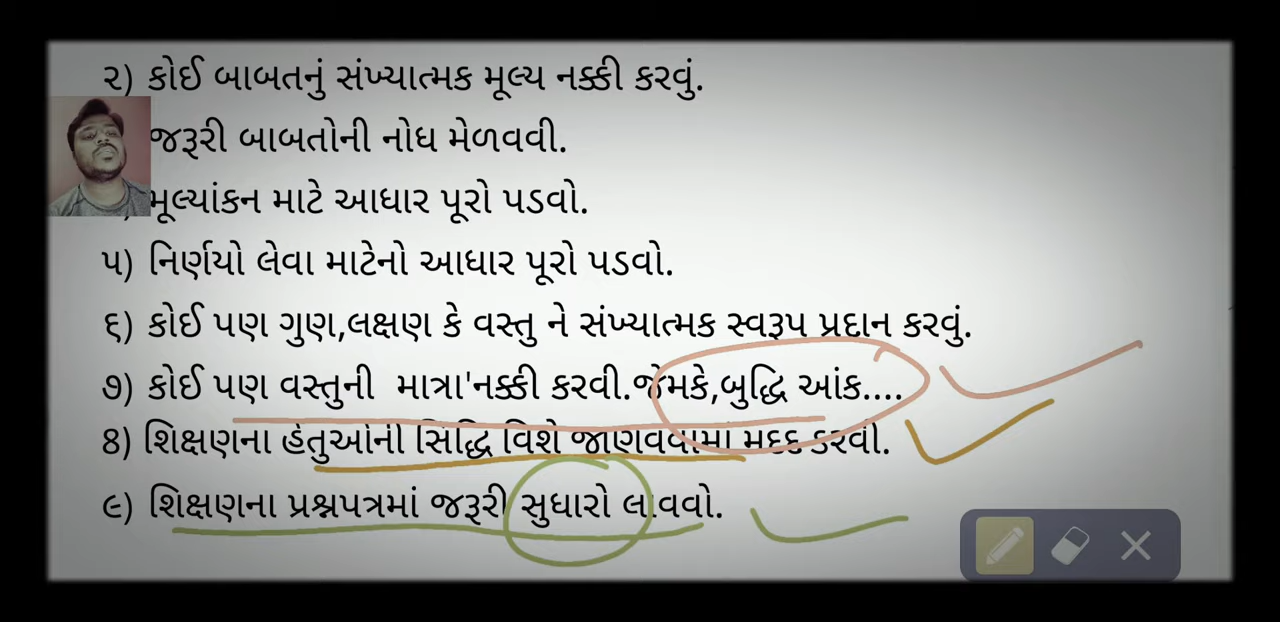 ૨) કોઈ બાબતનું સંખ્યાત્મક મૂલ્ય નક્કી કરવું.
જરૂરી બાબતોની નોધ મેળવવી.
મૂલ્યાંકન માટે આધાર પૂરો પડવો.
૫) નિર્ણયો લેવા માટેનો આધાર પૂરો પડવો.
૬) કોઈ પણ ગુણ,લક્ષણ કે વસ્તુ ને સંખ્યાત્મક સ્વરૂપ પ્રદાન કરવું.
૭) કોઈ પણ વસ્તુની માત્રા'નક્કી કરવી.જેમકે,બુદ્ધિ આંક....
8) શિક્ષણના હેતુઓની સિદ્ધિ વિશે જાણવવામાં મદદ કરવી.
૯) શિક્ષણના પ્રશ્નપત્રમાં જરૂરી સુધારો લાવવો.